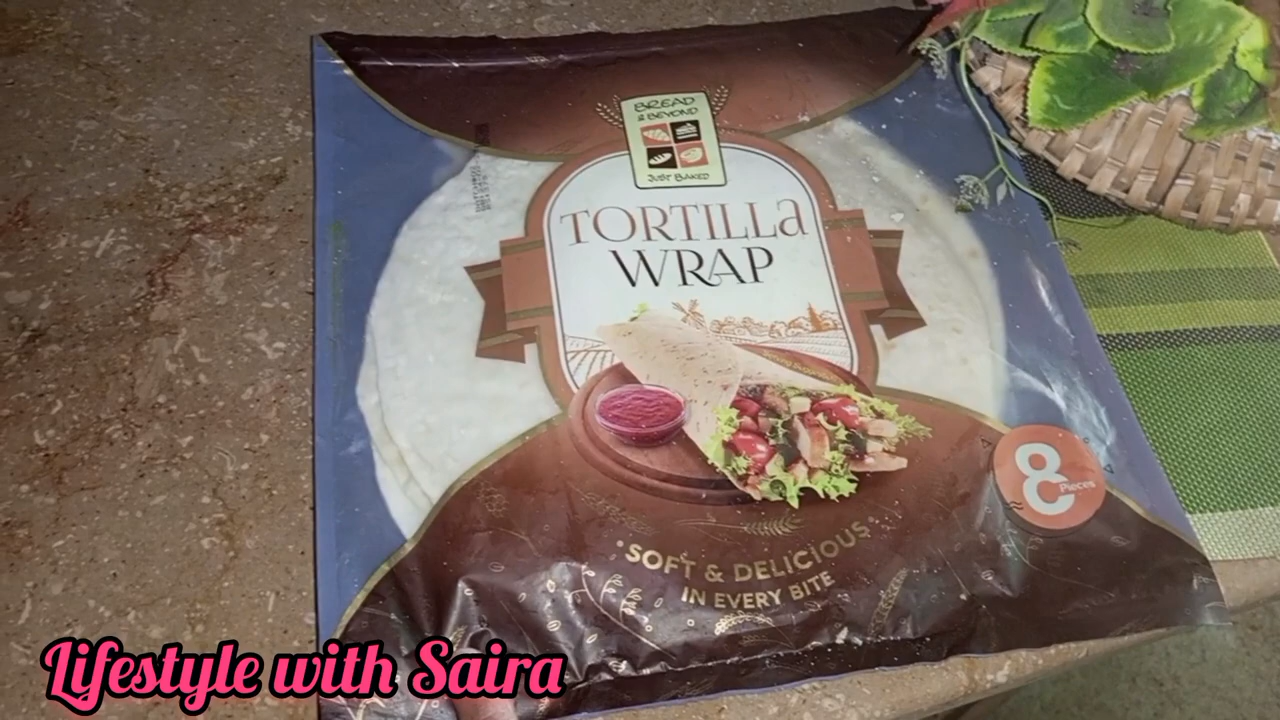 BREAD
& BEYOND
JUST BAKED
TORTILLa
WRAP
8
Pieces
• SOFT & DELICIOUS •
IN EVERY BITE
Lifestyle with Saira